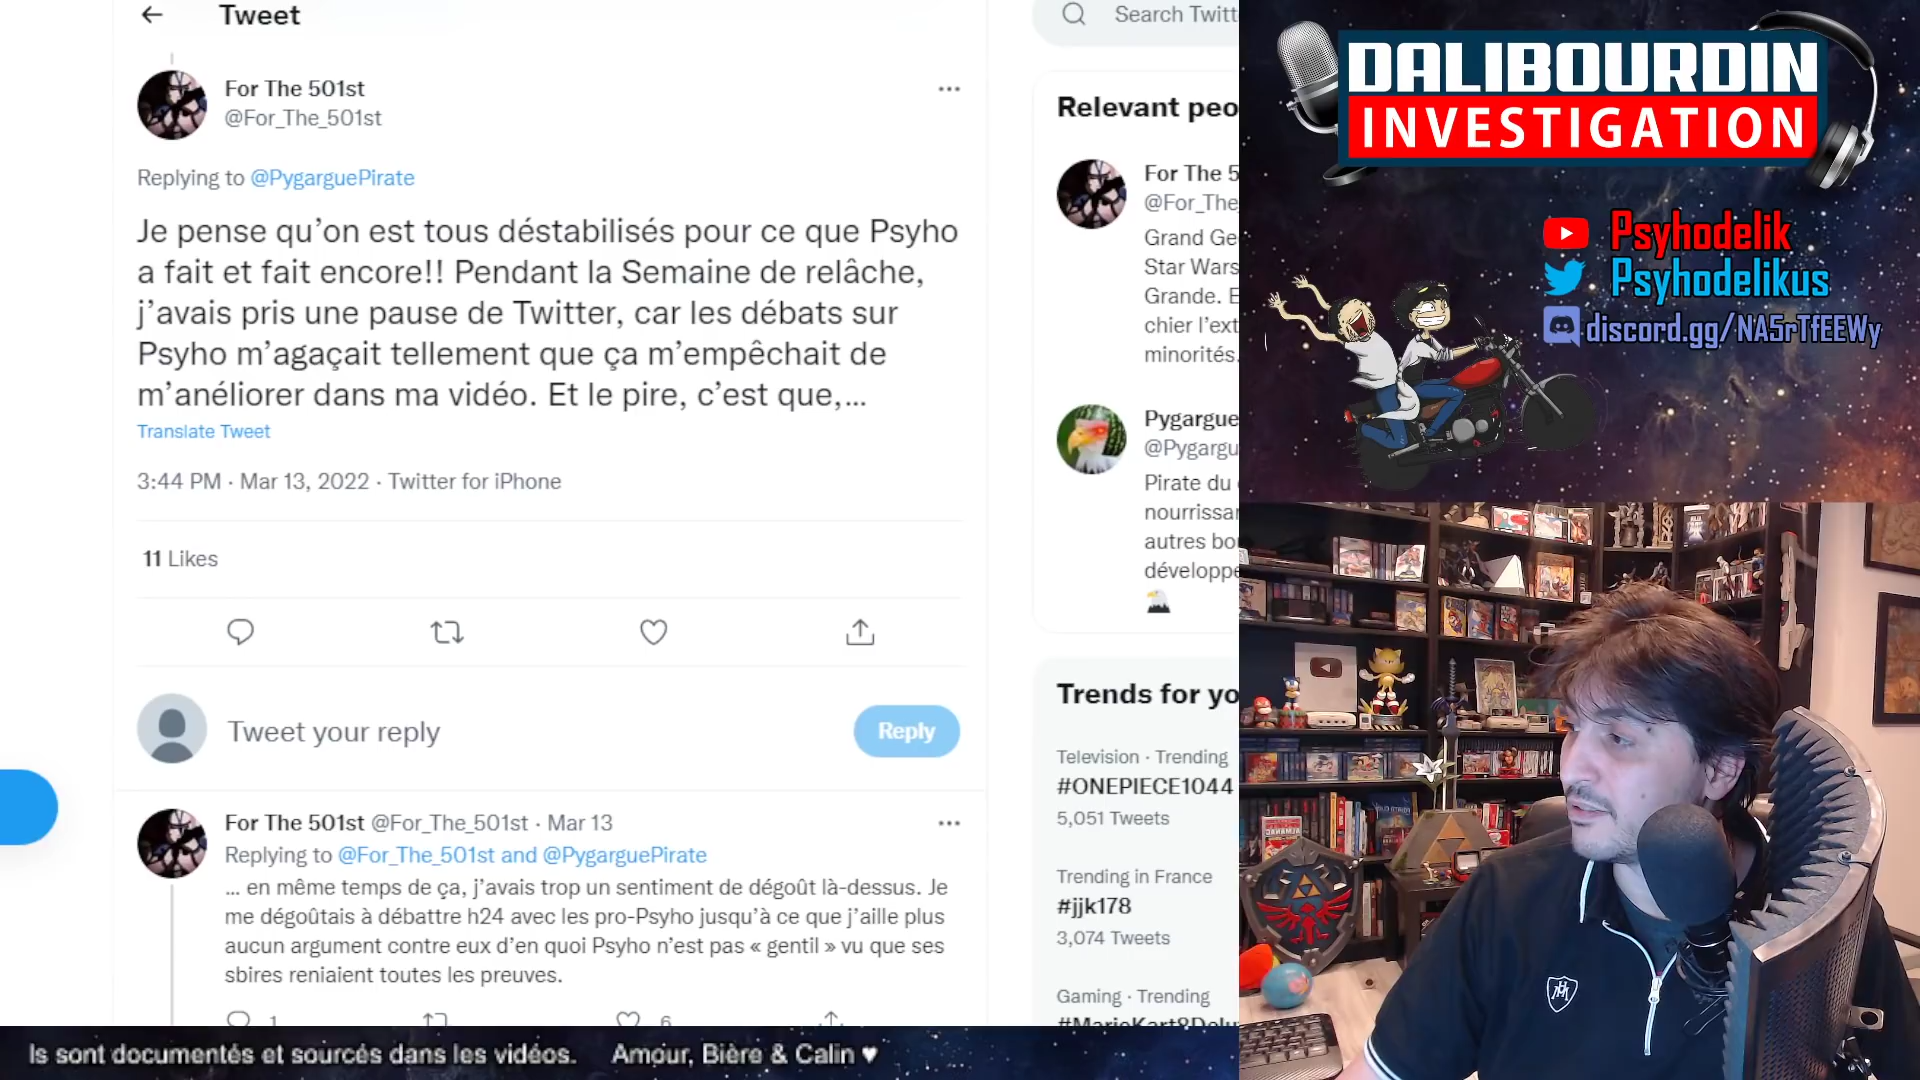 Tweet
Search Twitt
For The 501st
@For_The_501st
Replying to @PygarguePirate
Je pense qu’on est tous déstabilisés pour ce que Psyho
a fait et fait encore!! Pendant la Semaine de relâche,
j’avais pris une pause de Twitter, car les débats sur
Psyho m’agaçait tellement que ça m’empêchait de
m’anéliorer dans ma vidéo. Et le pire, c’est que,...
Translate Tweet
3:44 PM · Mar 13, 2022 · Twitter for iPhone
11 Likes
Tweet your reply
Reply
For The 501st @For_The_501st · Mar 13
Replying to @For_The_501st and @PygarguePirate
... en même temps de ça, j’avais trop un sentiment de dégoût là-dessus. Je
me dégoûtais à débattre h24 avec les pro-Psyho jusqu’à ce que j’aille plus
aucun argument contre eux d’en quoi Psyho n’est pas « gentil » vu que ses
sbires reniaient toutes les preuves.
1
6
Relevant peo
For The 5
@For_The_
Grand Ge
Star Wars
Grande. E
chier l’ext
minorités.
Pygargue
@Pygargu
Pirate du
nourrissar
autres bo
développe
Trends for yo
Television · Trending
#ONEPIECE1044
5,051 Tweets
Trending in France
#jjk178
3,074 Tweets
Gaming · Trending
#MarioKart8Delu
DALIBOURDIN
INVESTIGATION
Psyhodelik
Psyhodelikus
discord.gg/NA5rTfEEWy
ls sont documentés et sourcés dans les vidéos. Amour, Bière & Calin ♥